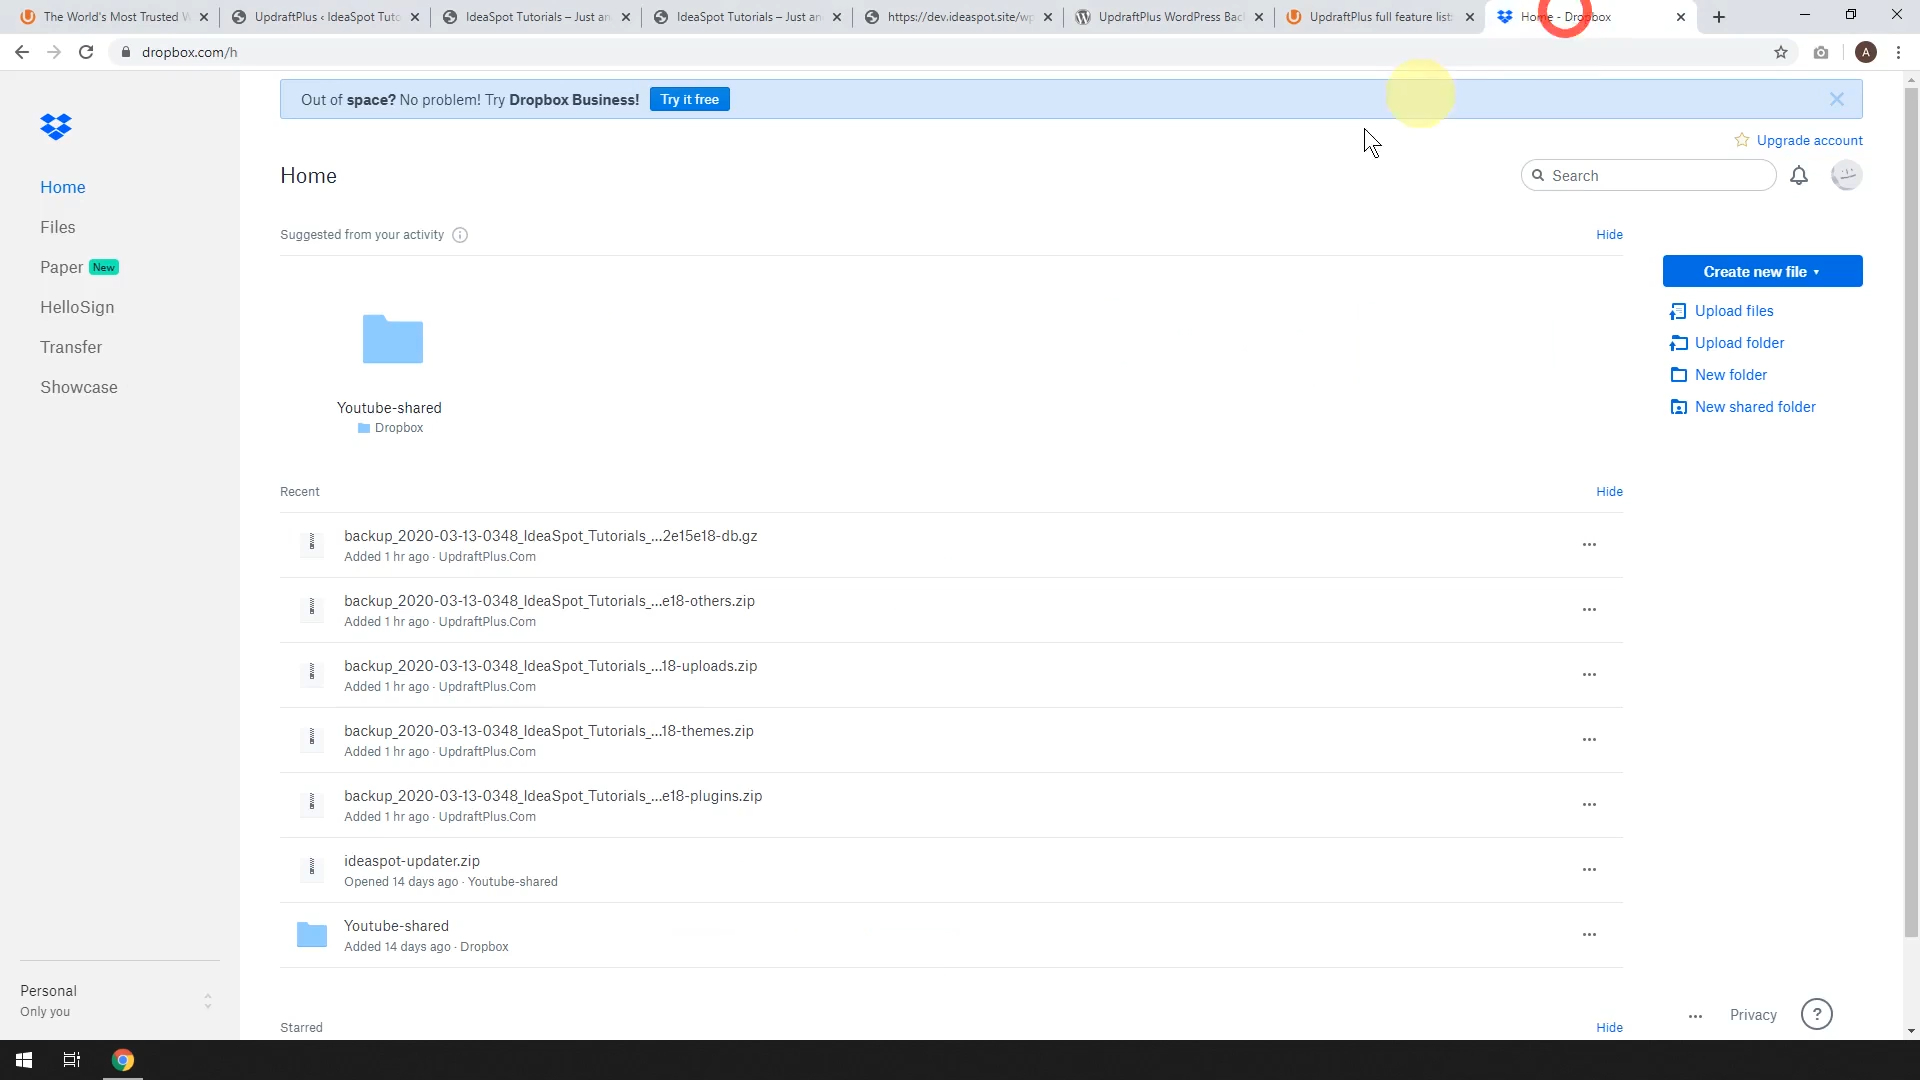 The World's Most Trusted W
UpdraftPlus ‹ IdeaSpot Tuto
IdeaSpot Tutorials – Just an
IdeaSpot Tutorials – Just an
https://dev.ideaspot.site/wp
UpdraftPlus WordPress Bac
UpdraftPlus full feature list
Home - Dropbox
dropbox.com/h
A
Out of space? No problem! Try Dropbox Business!
Try it free
Upgrade account
Home
Search
Home
Files
Paper New
HelloSign
Transfer
Showcase
Suggested from your activity
Hide
Youtube-shared
Dropbox
Create new file
Upload files
Upload folder
New folder
New shared folder
Recent
Hide
backup_2020-03-13-0348_IdeaSpot_Tutorials_...2e15e18-db.gz
Added 1 hr ago · UpdraftPlus.Com
backup_2020-03-13-0348_IdeaSpot_Tutorials_...e18-others.zip
Added 1 hr ago · UpdraftPlus.Com
backup_2020-03-13-0348_IdeaSpot_Tutorials_...18-uploads.zip
Added 1 hr ago · UpdraftPlus.Com
backup_2020-03-13-0348_IdeaSpot_Tutorials_...18-themes.zip
Added 1 hr ago · UpdraftPlus.Com
backup_2020-03-13-0348_IdeaSpot_Tutorials_...e18-plugins.zip
Added 1 hr ago · UpdraftPlus.Com
ideaspot-updater.zip
Opened 14 days ago · Youtube-shared
Youtube-shared
Added 14 days ago · Dropbox
Starred
Hide
Personal
Only you
... Privacy ?